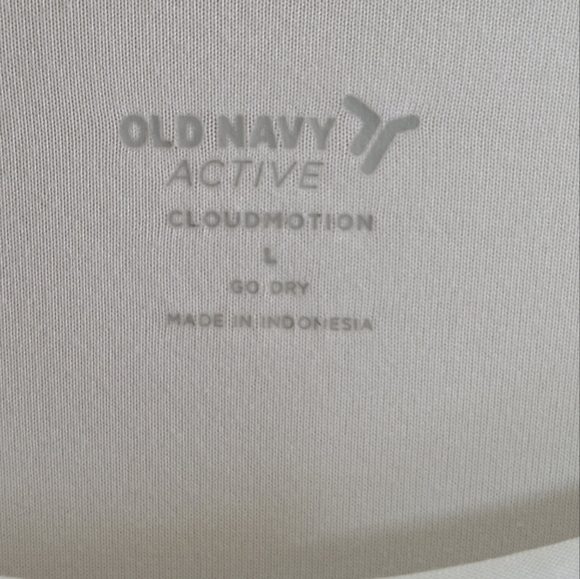 OLD NAVY
ACTIVE
CLOUDMOTION
L
GO DRY
MADE IN INDONESIA